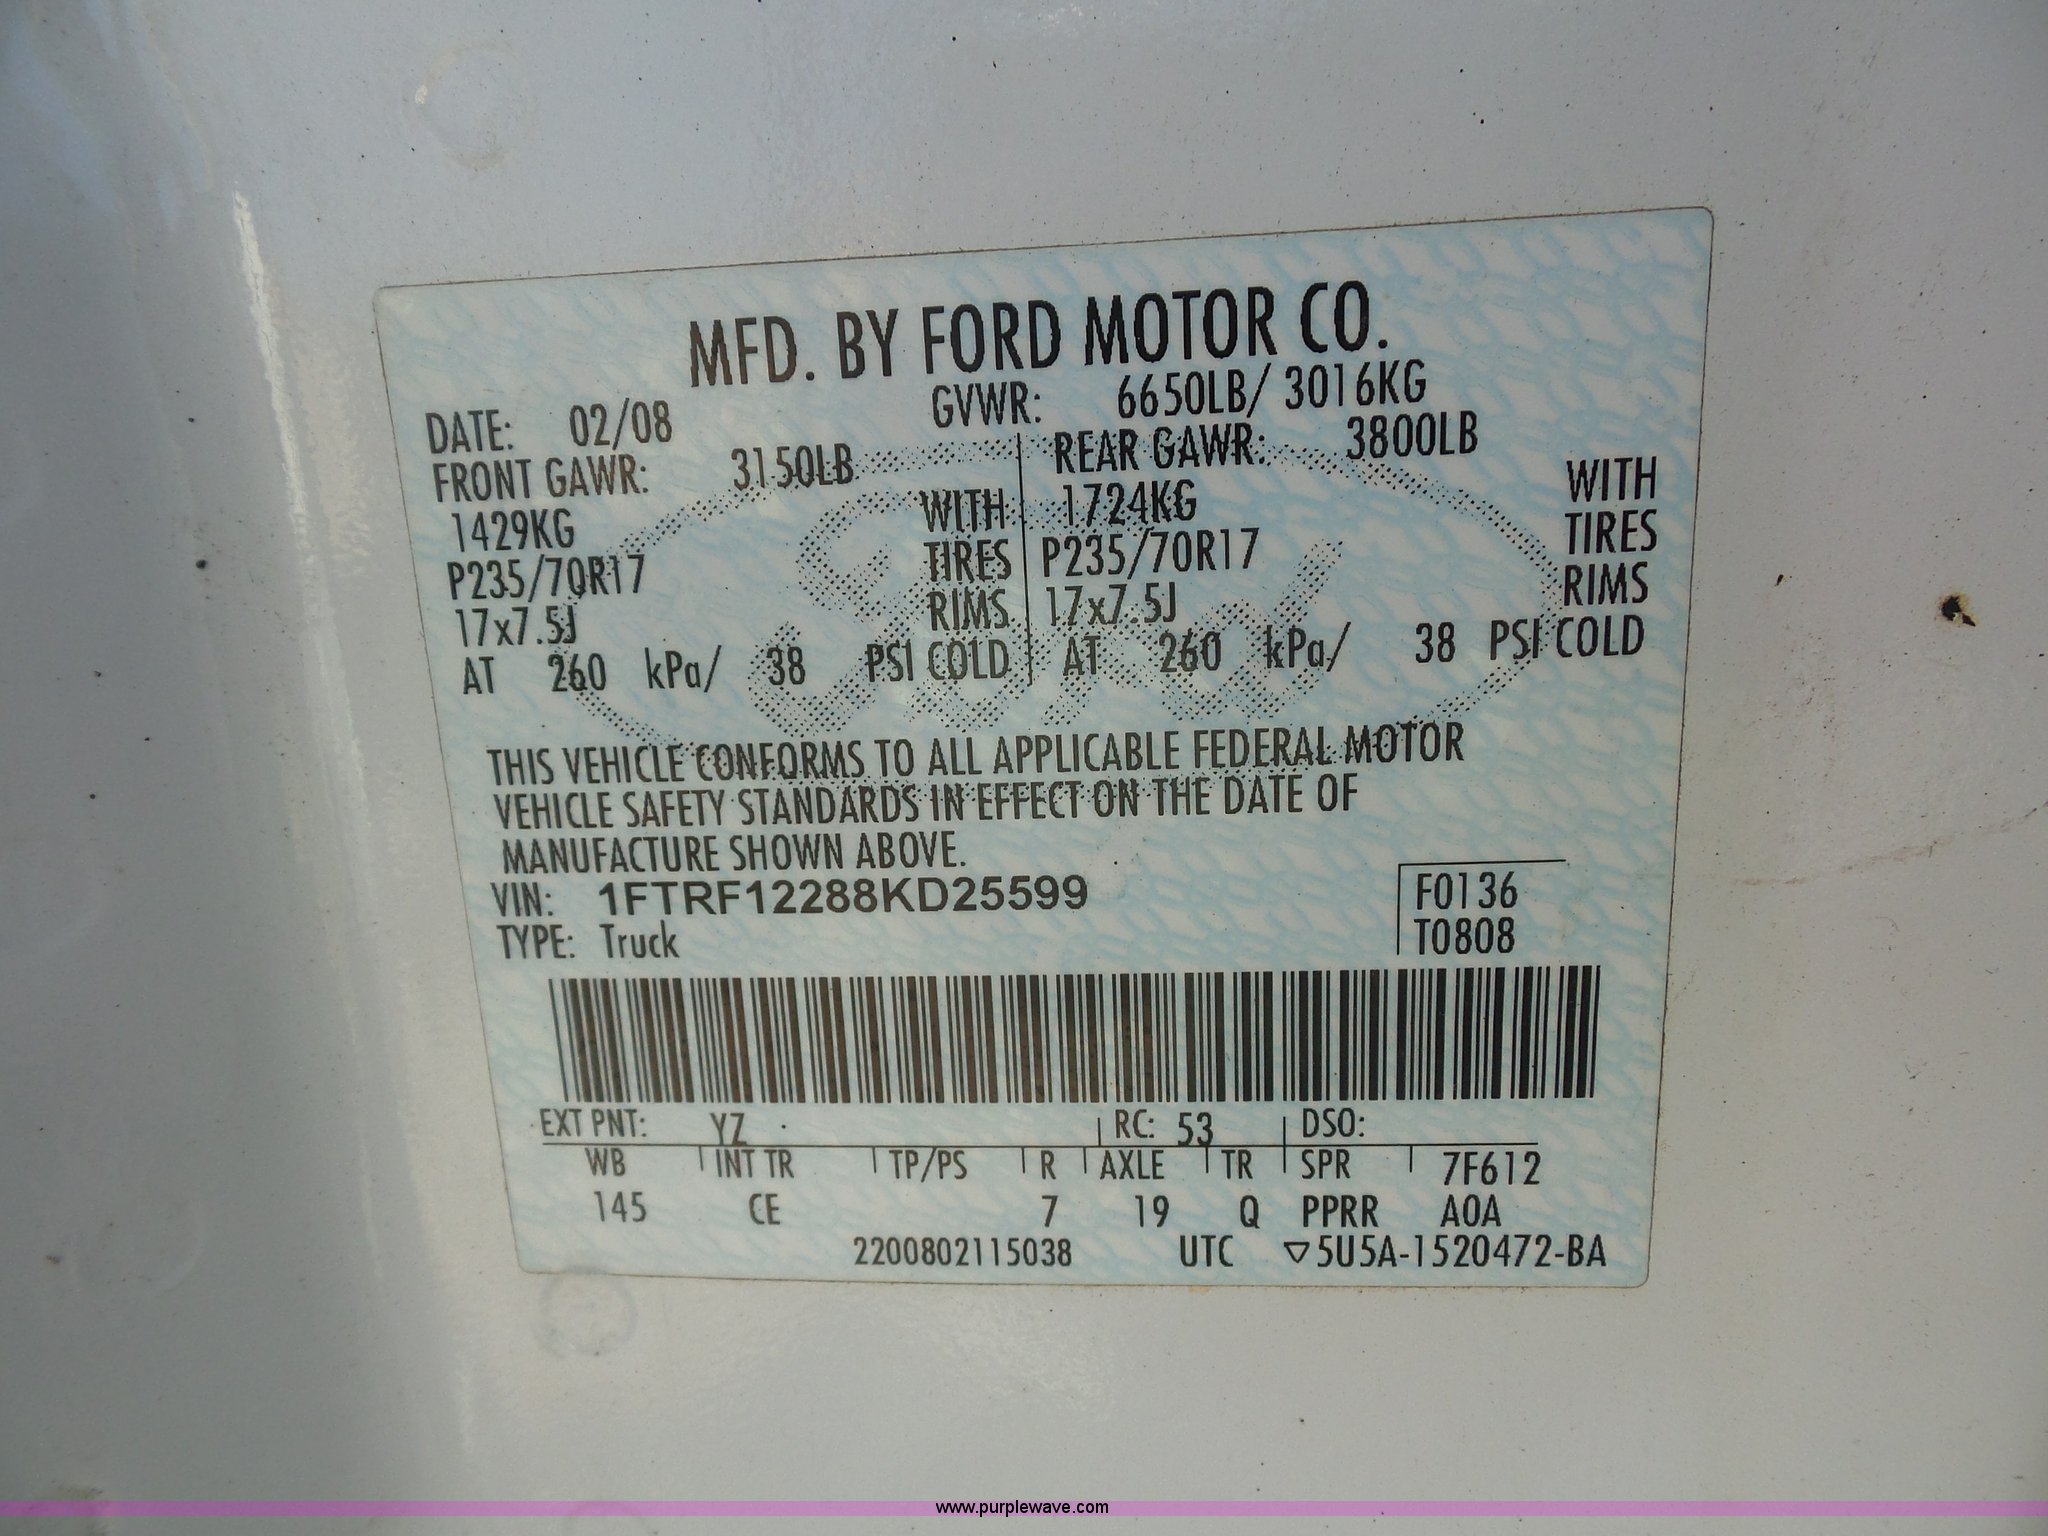 MFD. BY FORD MOTOR CO.
DATE: 02/08 GVWR: 6650LB/ 3016KG
FRONT GAWR: 3150LB REAR GAWR: 3800LB
1429KG WITH 1724KG WITH
P235/70R17 TIRES P235/70R17 TIRES
17x7.5J RIMS 17x7.5J RIMS
AT 260 kPa/ 38 PSI COLD AT 260 kPa/ 38 PSI COLD
THIS VEHICLE CONFORMS TO ALL APPLICABLE FEDERAL MOTOR
VEHICLE SAFETY STANDARDS IN EFFECT ON THE DATE OF
MANUFACTURE SHOWN ABOVE.
VIN: 1FTRF12288KD25599 F0136
TYPE: Truck T0808
EXT PNT: YZ RC: 53 DSO:
WB INT TR TP/PS R AXLE TR SPR 7F612
145 CE 7 19 Q PPRR A0A
2200802115038 UTC ▽5U5A-1520472-BA
www.purplewave.com